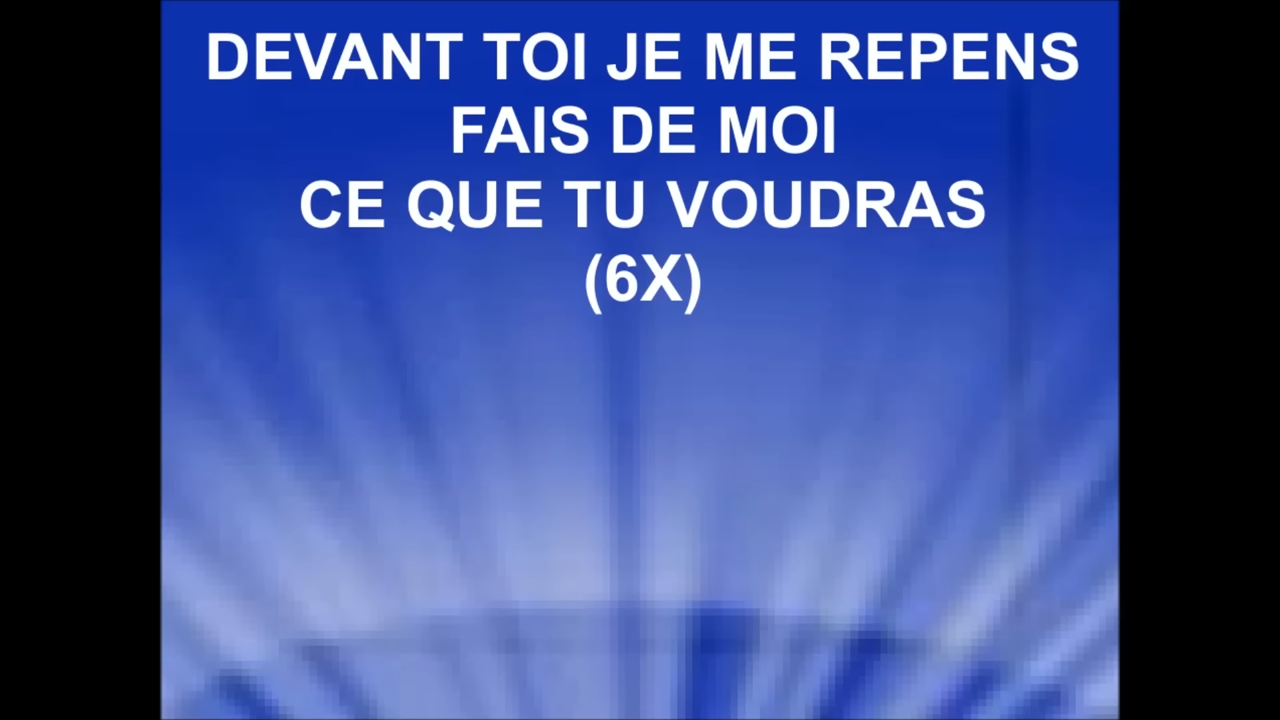 DEVANT TOI JE ME REPENS
FAIS DE MOI
CE QUE TU VOUDRAS
(6X)